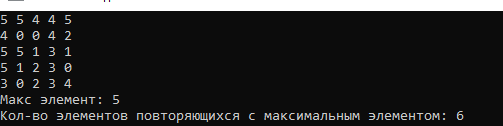 5 5 4 4 5
4 0 0 4 2
5 5 1 3 1
5 1 2 3 0
3 0 2 3 4
Макс элемент: 5
Кол-во элементов повторяющихся с максимальным элементом: 6